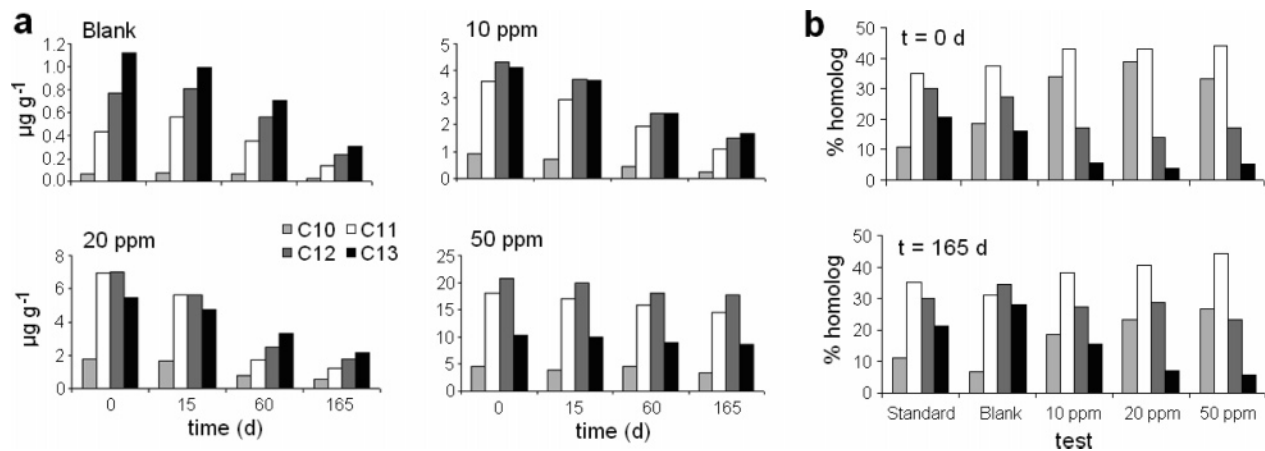 a
Blank
µg g-1
1.2
1.0
0.8
0.6
0.4
0.2
0.0
0 15 60 165
10 ppm
5
4
3
2
1
0
0 15 60 165
20 ppm
C10 C11
C12 C13
µg g-1
8
6
4
2
0
0 15 60 165
time (d)
50 ppm
25
20
15
10
5
0
0 15 60 165
time (d)
b
t = 0 d
% homolog
50
40
30
20
10
0
t = 165 d
% homolog
50
40
30
20
10
0
Standard Blank 10 ppm 20 ppm 50 ppm
test